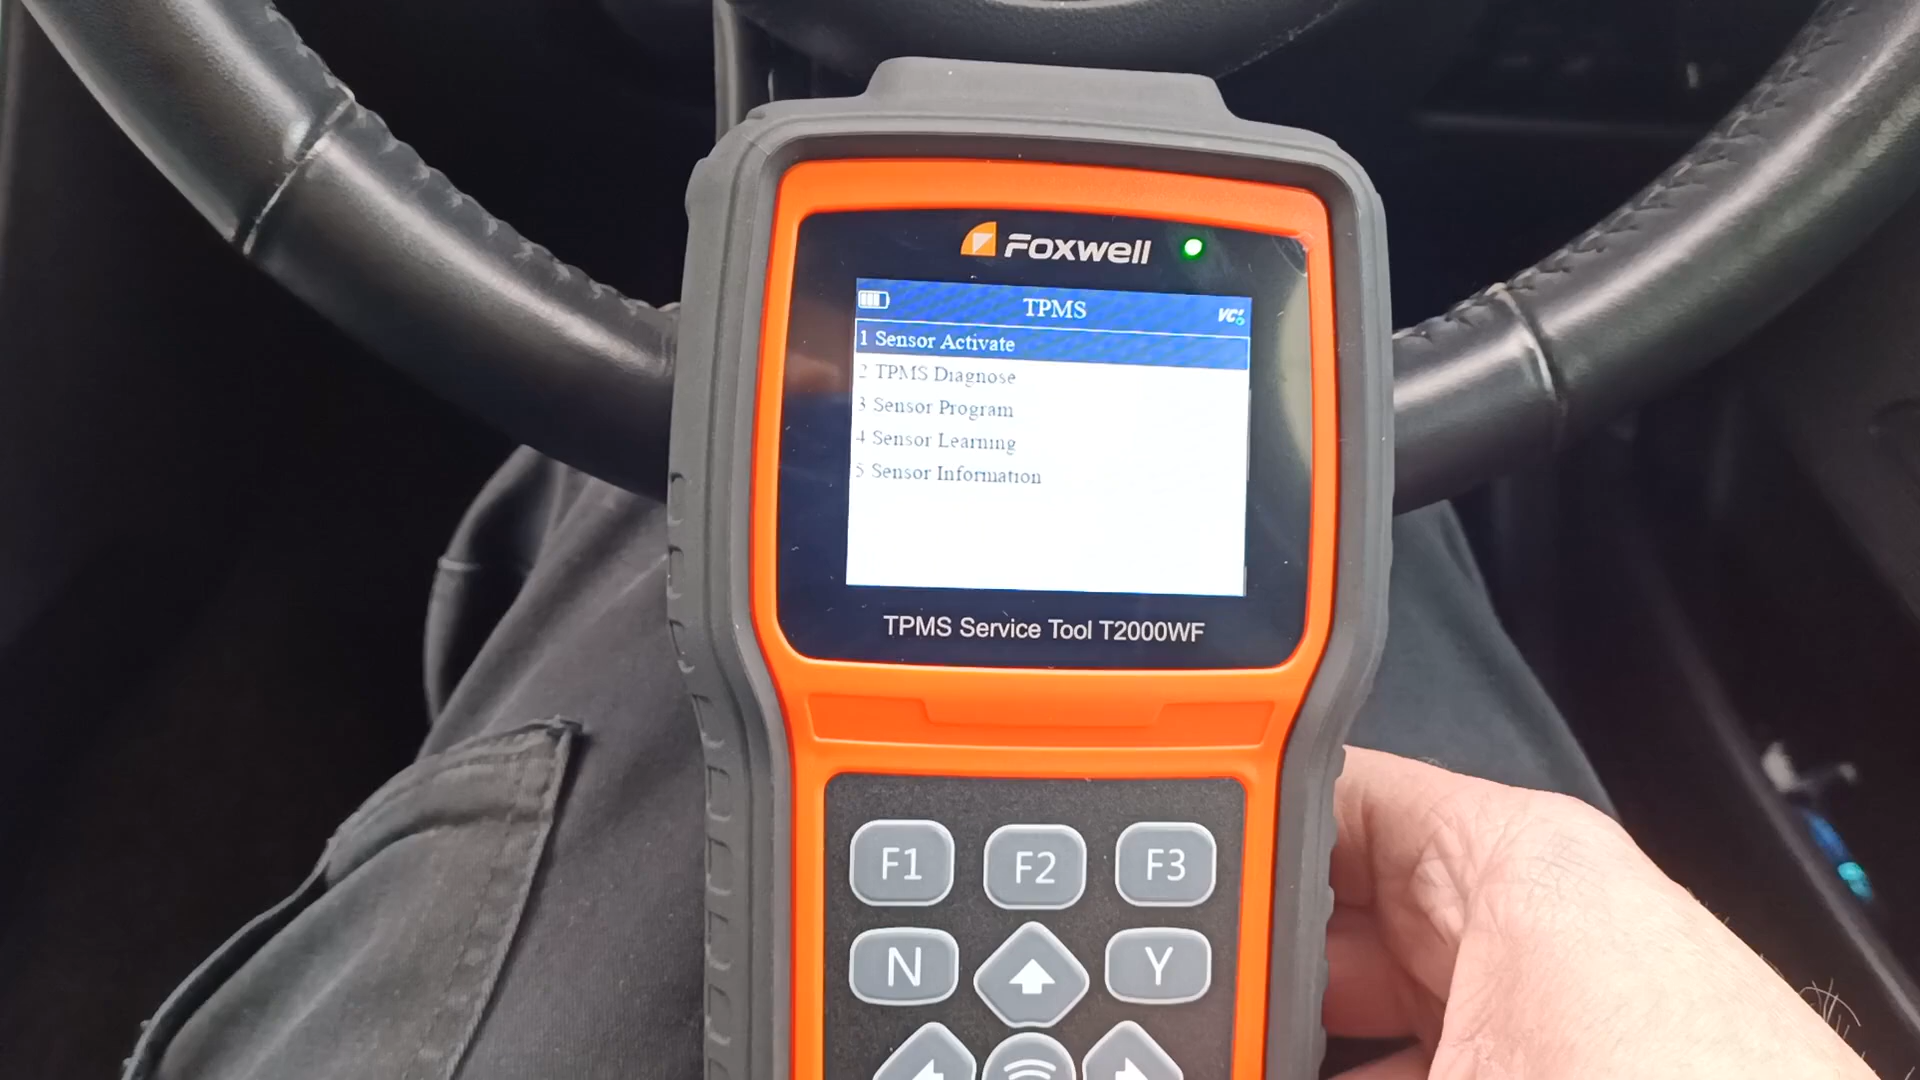 Foxwell
TPMS
VCI
1 Sensor Activate
2 TPMS Diagnose
3 Sensor Program
4 Sensor Learning
5 Sensor Information
TPMS Service Tool T2000WF
F1 F2 F3
N Y